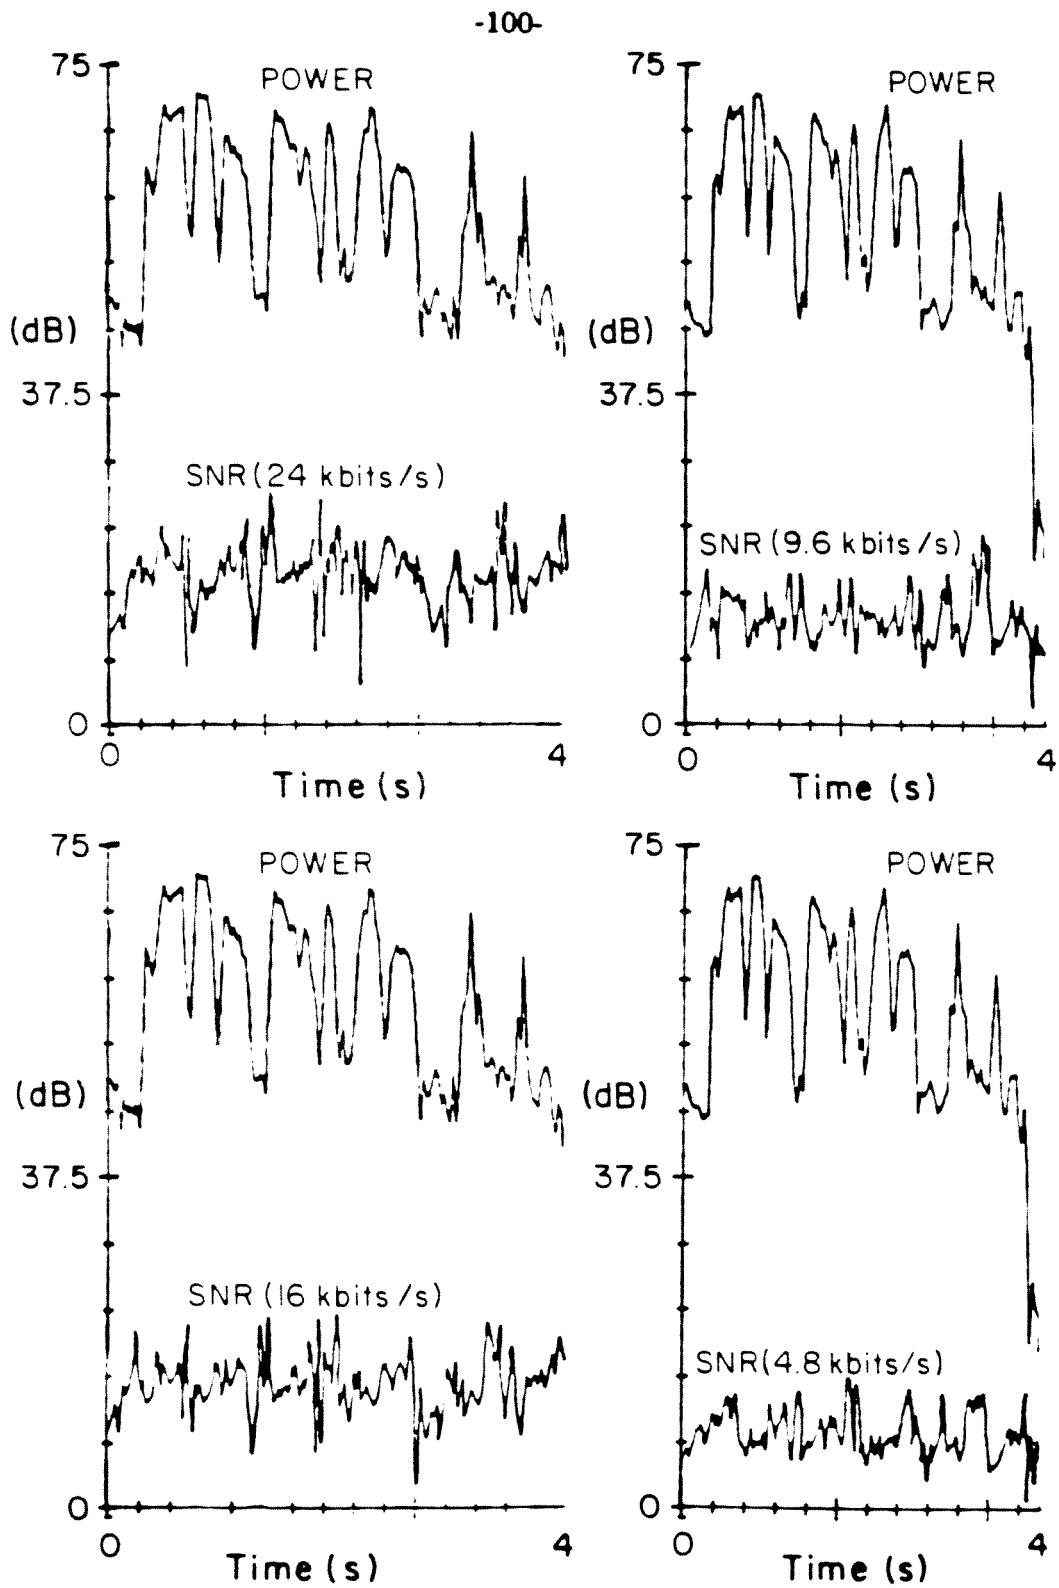 -100-
75
POWER
(dB)
37.5
SNR(24 kbits/s)
0
0
4
Time (s)
75
POWER
(dB)
37.5
SNR(9.6 kbits/s)
0
0
4
Time (s)
75
POWER
(dB)
37.5
SNR(16 kbits/s)
0
0
4
Time (s)
75
POWER
(dB)
37.5
SNR(4.8 kbits/s)
0
0
4
Time (s)